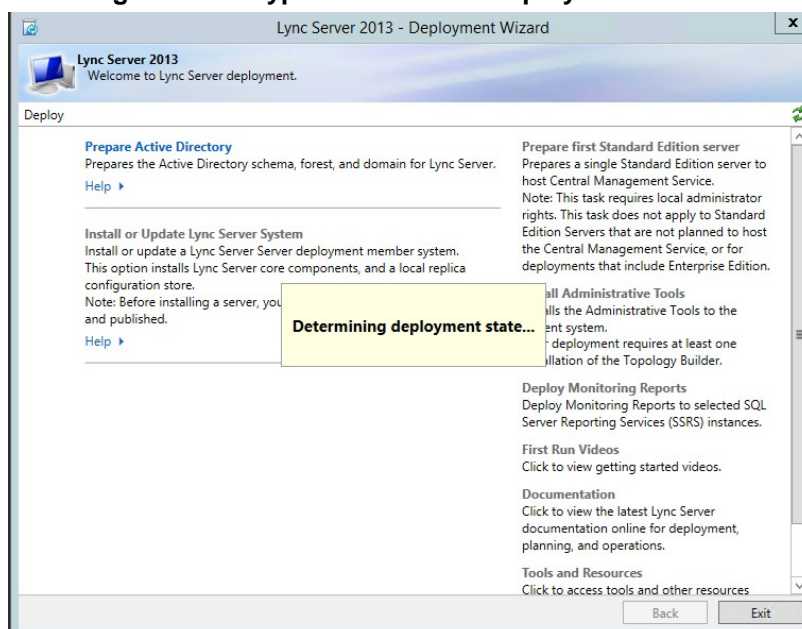 Lync Server 2013 - Deployment Wizard
x
Lync Server 2013
Welcome to Lync Server deployment.
Deploy
Prepare Active Directory
Prepares the Active Directory schema, forest, and domain for Lync Server.
Help
Install or Update Lync Server System
Install or update a Lync Server Server deployment member system.
This option installs Lync Server core components, and a local replica
configuration store.
Note: Before installing a server, you
and published.
Help
Determining deployment state...
Prepare first Standard Edition server
Prepares a single Standard Edition server to
host Central Management Service.
Note: This task requires local administrator
rights. This task does not apply to Standard
Edition Servers that are not planned to host
the Central Management Service, or for
deployments that include Enterprise Edition.
all Administrative Tools
alls the Administrative Tools to the
ent system.
deployment requires at least one
llation of the Topology Builder.
Deploy Monitoring Reports
Deploy Monitoring Reports to selected SQL
Server Reporting Services (SSRS) instances.
First Run Videos
Click to view getting started videos.
Documentation
Click to view the latest Lync Server
documentation online for deployment,
planning, and operations.
Tools and Resources
Click to access tools and other resources
Back
Exit